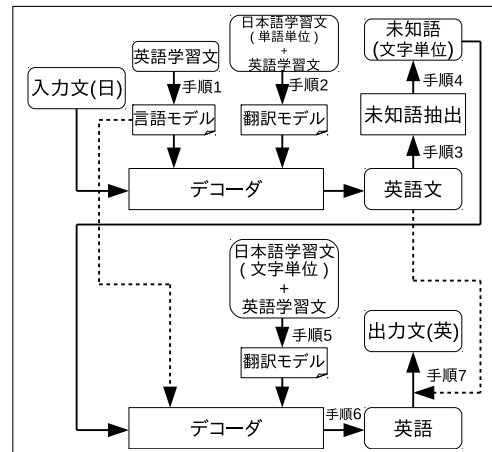 入力文(日)
英語学習文
手順1
言語モデル
日本語学習文
(単語単位)
+
英語学習文
手順2
翻訳モデル
デコーダ
英語文
手順3
未知語抽出
手順4
未知語
(文字単位)
日本語学習文
(文字単位)
+
英語学習文
手順5
翻訳モデル
デコーダ
手順6
英語
手順7
出力文(英)